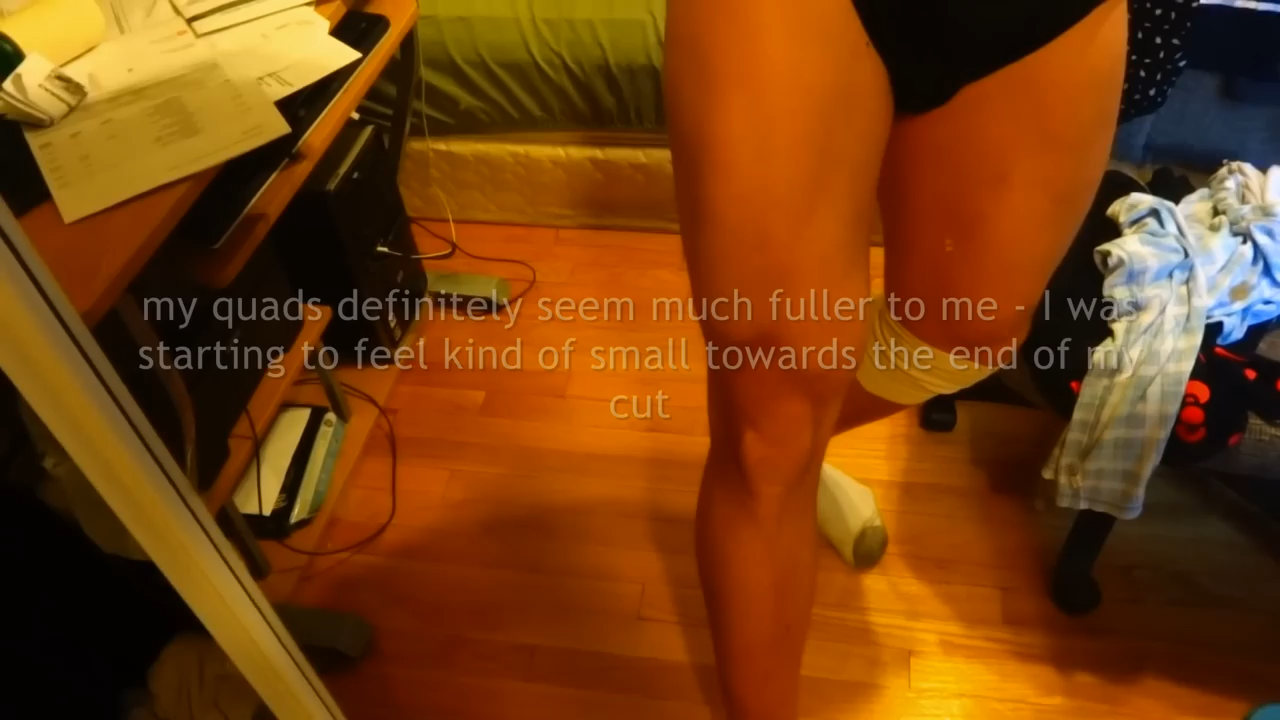 my quads definitely seem much fuller to me - I was
starting to feel kind of small towards the end of my
cut